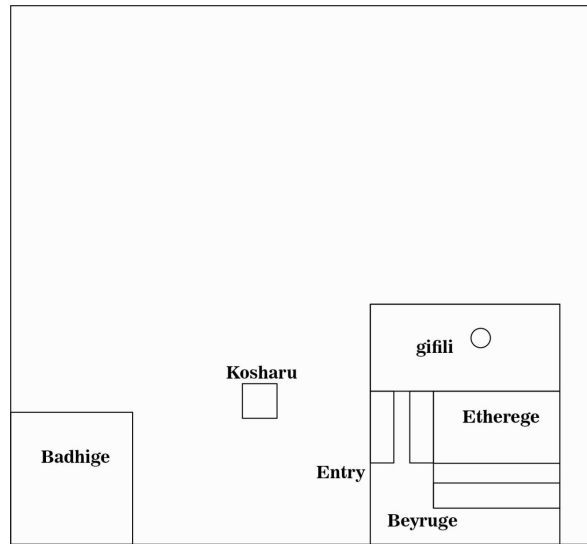 gifili
Kosharu
Etherege
Badhige
Entry
Beyruge